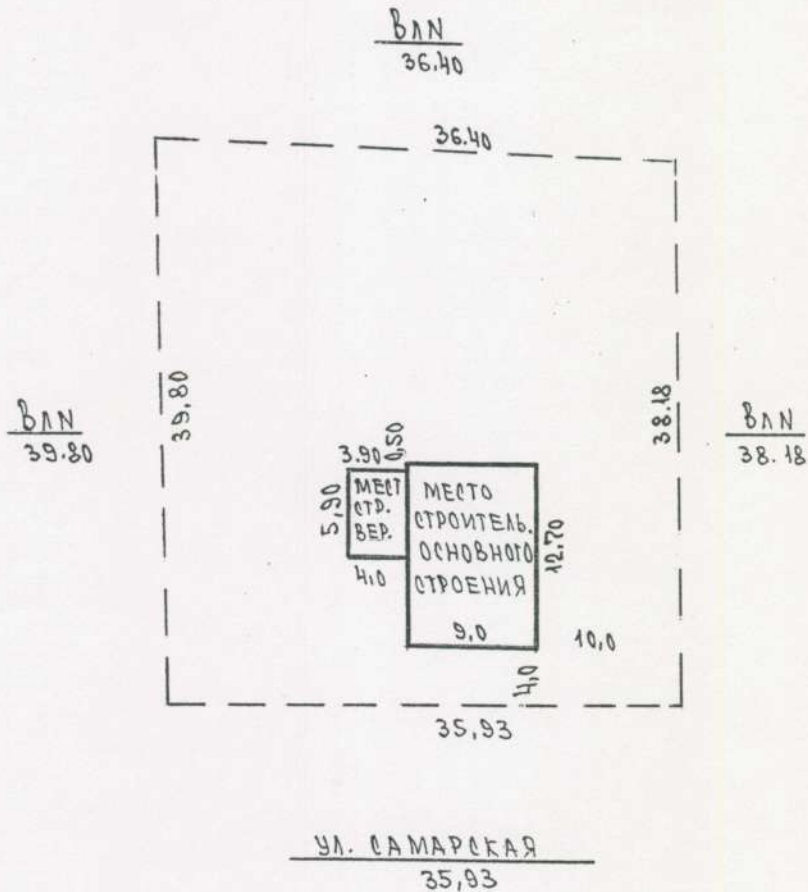 ВЛN
36.40
36.40
39,80
38.18
ВЛN
39.80
ВЛN
38.18
3.90
0,50
5,90
МЕСТ
СТР.
ВЕР.
4,0
МЕСТО
СТРОИТЕЛЬ.
ОСНОВНОГО
СТРОЕНИЯ
12.70
9,0
10,0
4,0
35,93
УЛ. САМАРСКАЯ
35,93